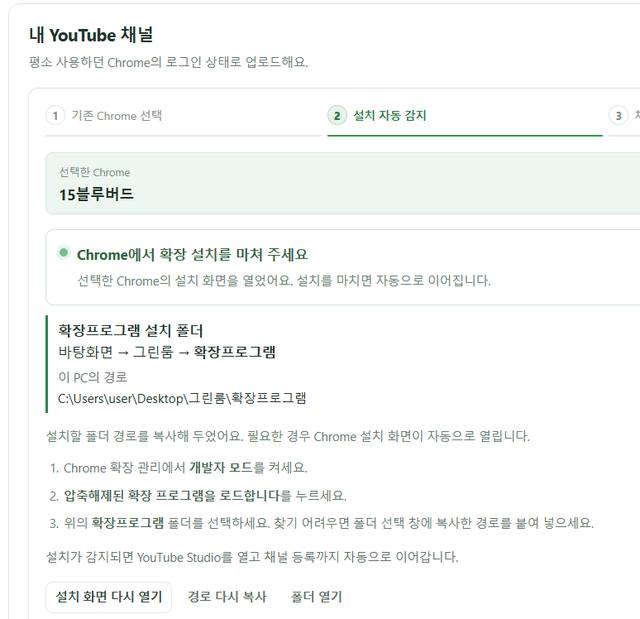 내 YouTube 채널
평소 사용하던 Chrome의 로그인 상태로 업로드해요.
1 기존 Chrome 선택
2 설치 자동 감지
3
선택한 Chrome
15블루버드
Chrome에서 확장 설치를 마쳐 주세요
선택한 Chrome의 설치 화면을 열었어요. 설치를 마치면 자동으로 이어집니다.
확장프로그램 설치 폴더
바탕화면 → 그린룸 → 확장프로그램
이 PC의 경로
C:\Users\user\Desktop\그린룸\확장프로그램
설치할 폴더 경로를 복사해 두었어요. 필요한 경우 Chrome 설치 화면이 자동으로 열립니다.
1. Chrome 확장 관리에서 개발자 모드를 켜세요.
2. 압축해제된 확장 프로그램을 로드합니다를 누르세요.
3. 위의 확장프로그램 폴더를 선택하세요. 찾기 어려우면 폴더 선택 창에 복사한 경로를 붙여 넣으세요.
설치가 감지되면 YouTube Studio를 열고 채널 등록까지 자동으로 이어갑니다.
설치 화면 다시 열기 경로 다시 복사 폴더 열기